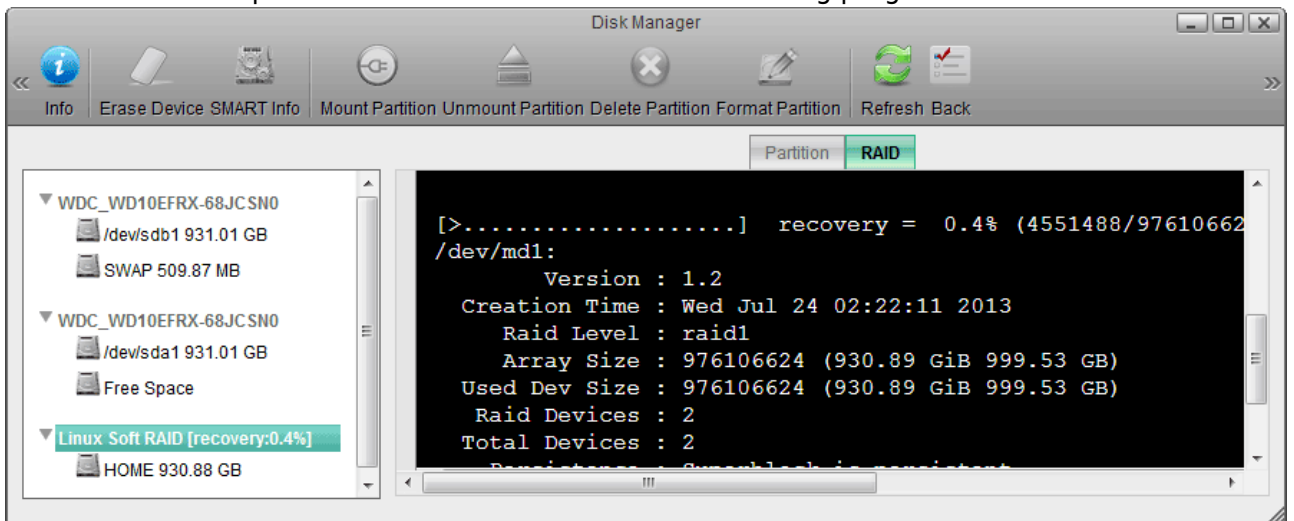 Disk Manager
Info Erase Device SMART Info Mount Partition Unmount Partition Delete Partition Format Partition Refresh Back
Partition RAID
WDC_WD10EFRX-68JCSN0
/dev/sdb1 931.01 GB
SWAP 509.87 MB
WDC_WD10EFRX-68JCSN0
/dev/sda1 931.01 GB
Free Space
Linux Soft RAID [recovery:0.4%]
HOME 930.88 GB
[>....................] recovery = 0.4% (4551488/97610662
/dev/md1:
Version : 1.2
Creation Time : Wed Jul 24 02:22:11 2013
Raid Level : raid1
Array Size : 976106624 (930.89 GiB 999.53 GB)
Used Dev Size : 976106624 (930.89 GiB 999.53 GB)
Raid Devices : 2
Total Devices : 2
Persistence : Superblock is persistent